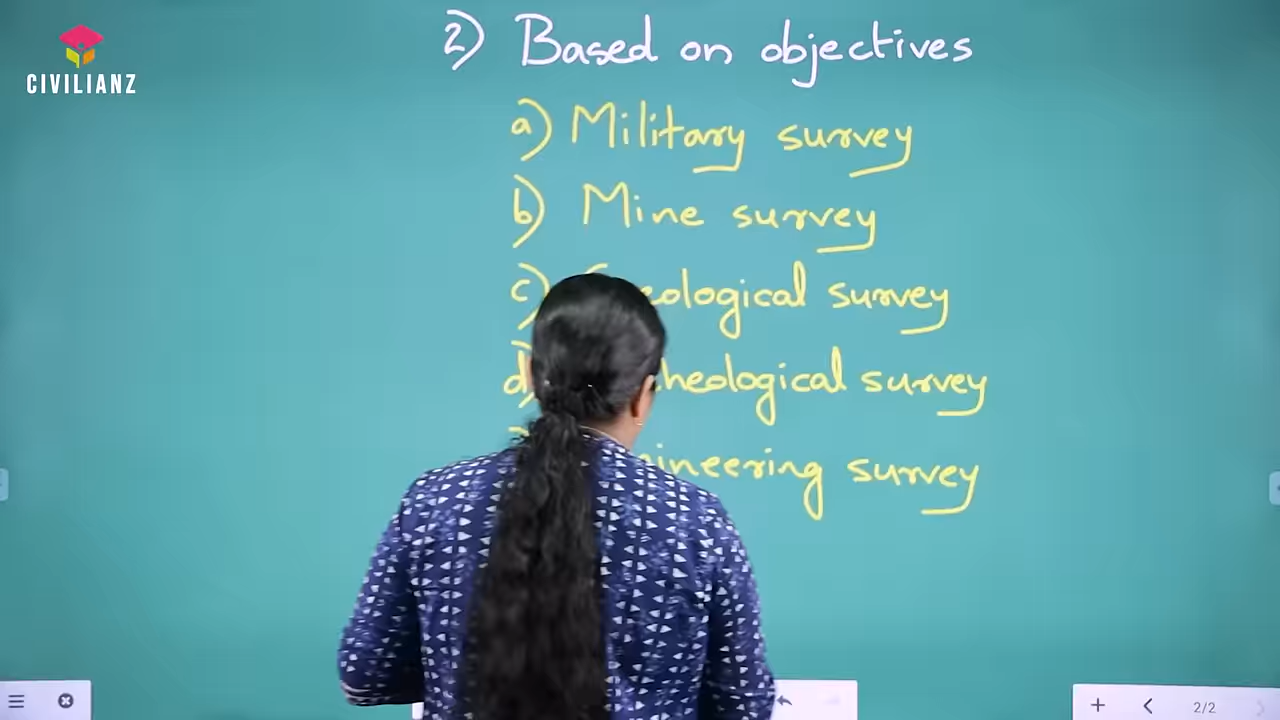 CIVILIANZ
2) Based on objectives
a) Military survey
b) Mine survey
c) survey
d) survey
survey
2/2